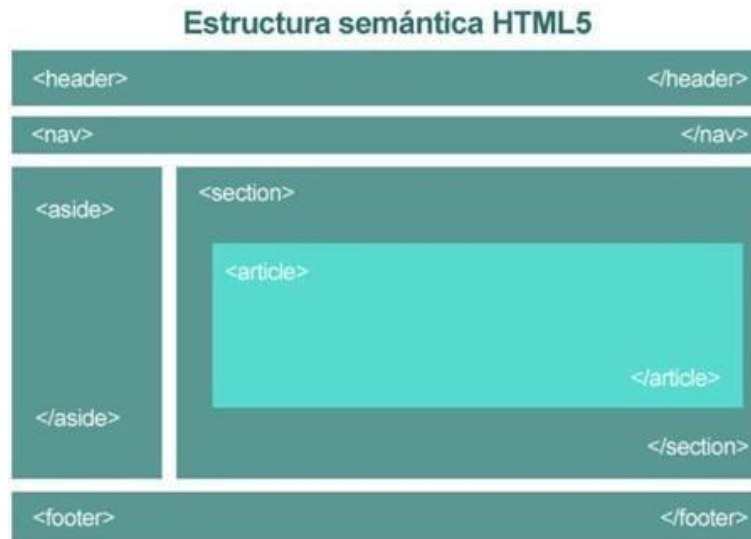 Estructura semántica HTML5
<header> </header>
<nav> </nav>
<aside>
</aside>
<section>
<article>
</article>
</section>
<footer> </footer>